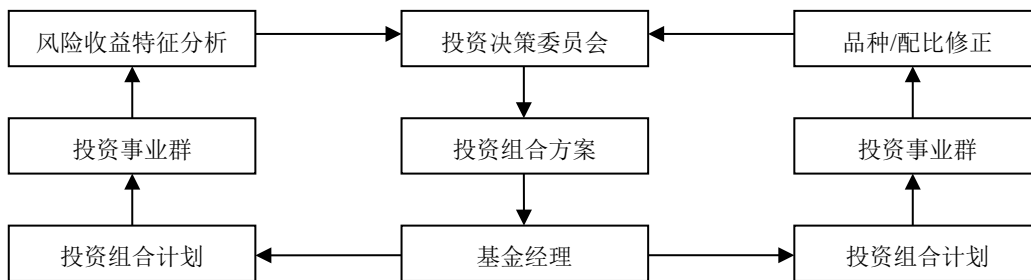 风险收益特征分析
投资决策委员会
品种/配比修正
投资事业群
投资组合方案
投资事业群
投资组合计划
基金经理
投资组合计划